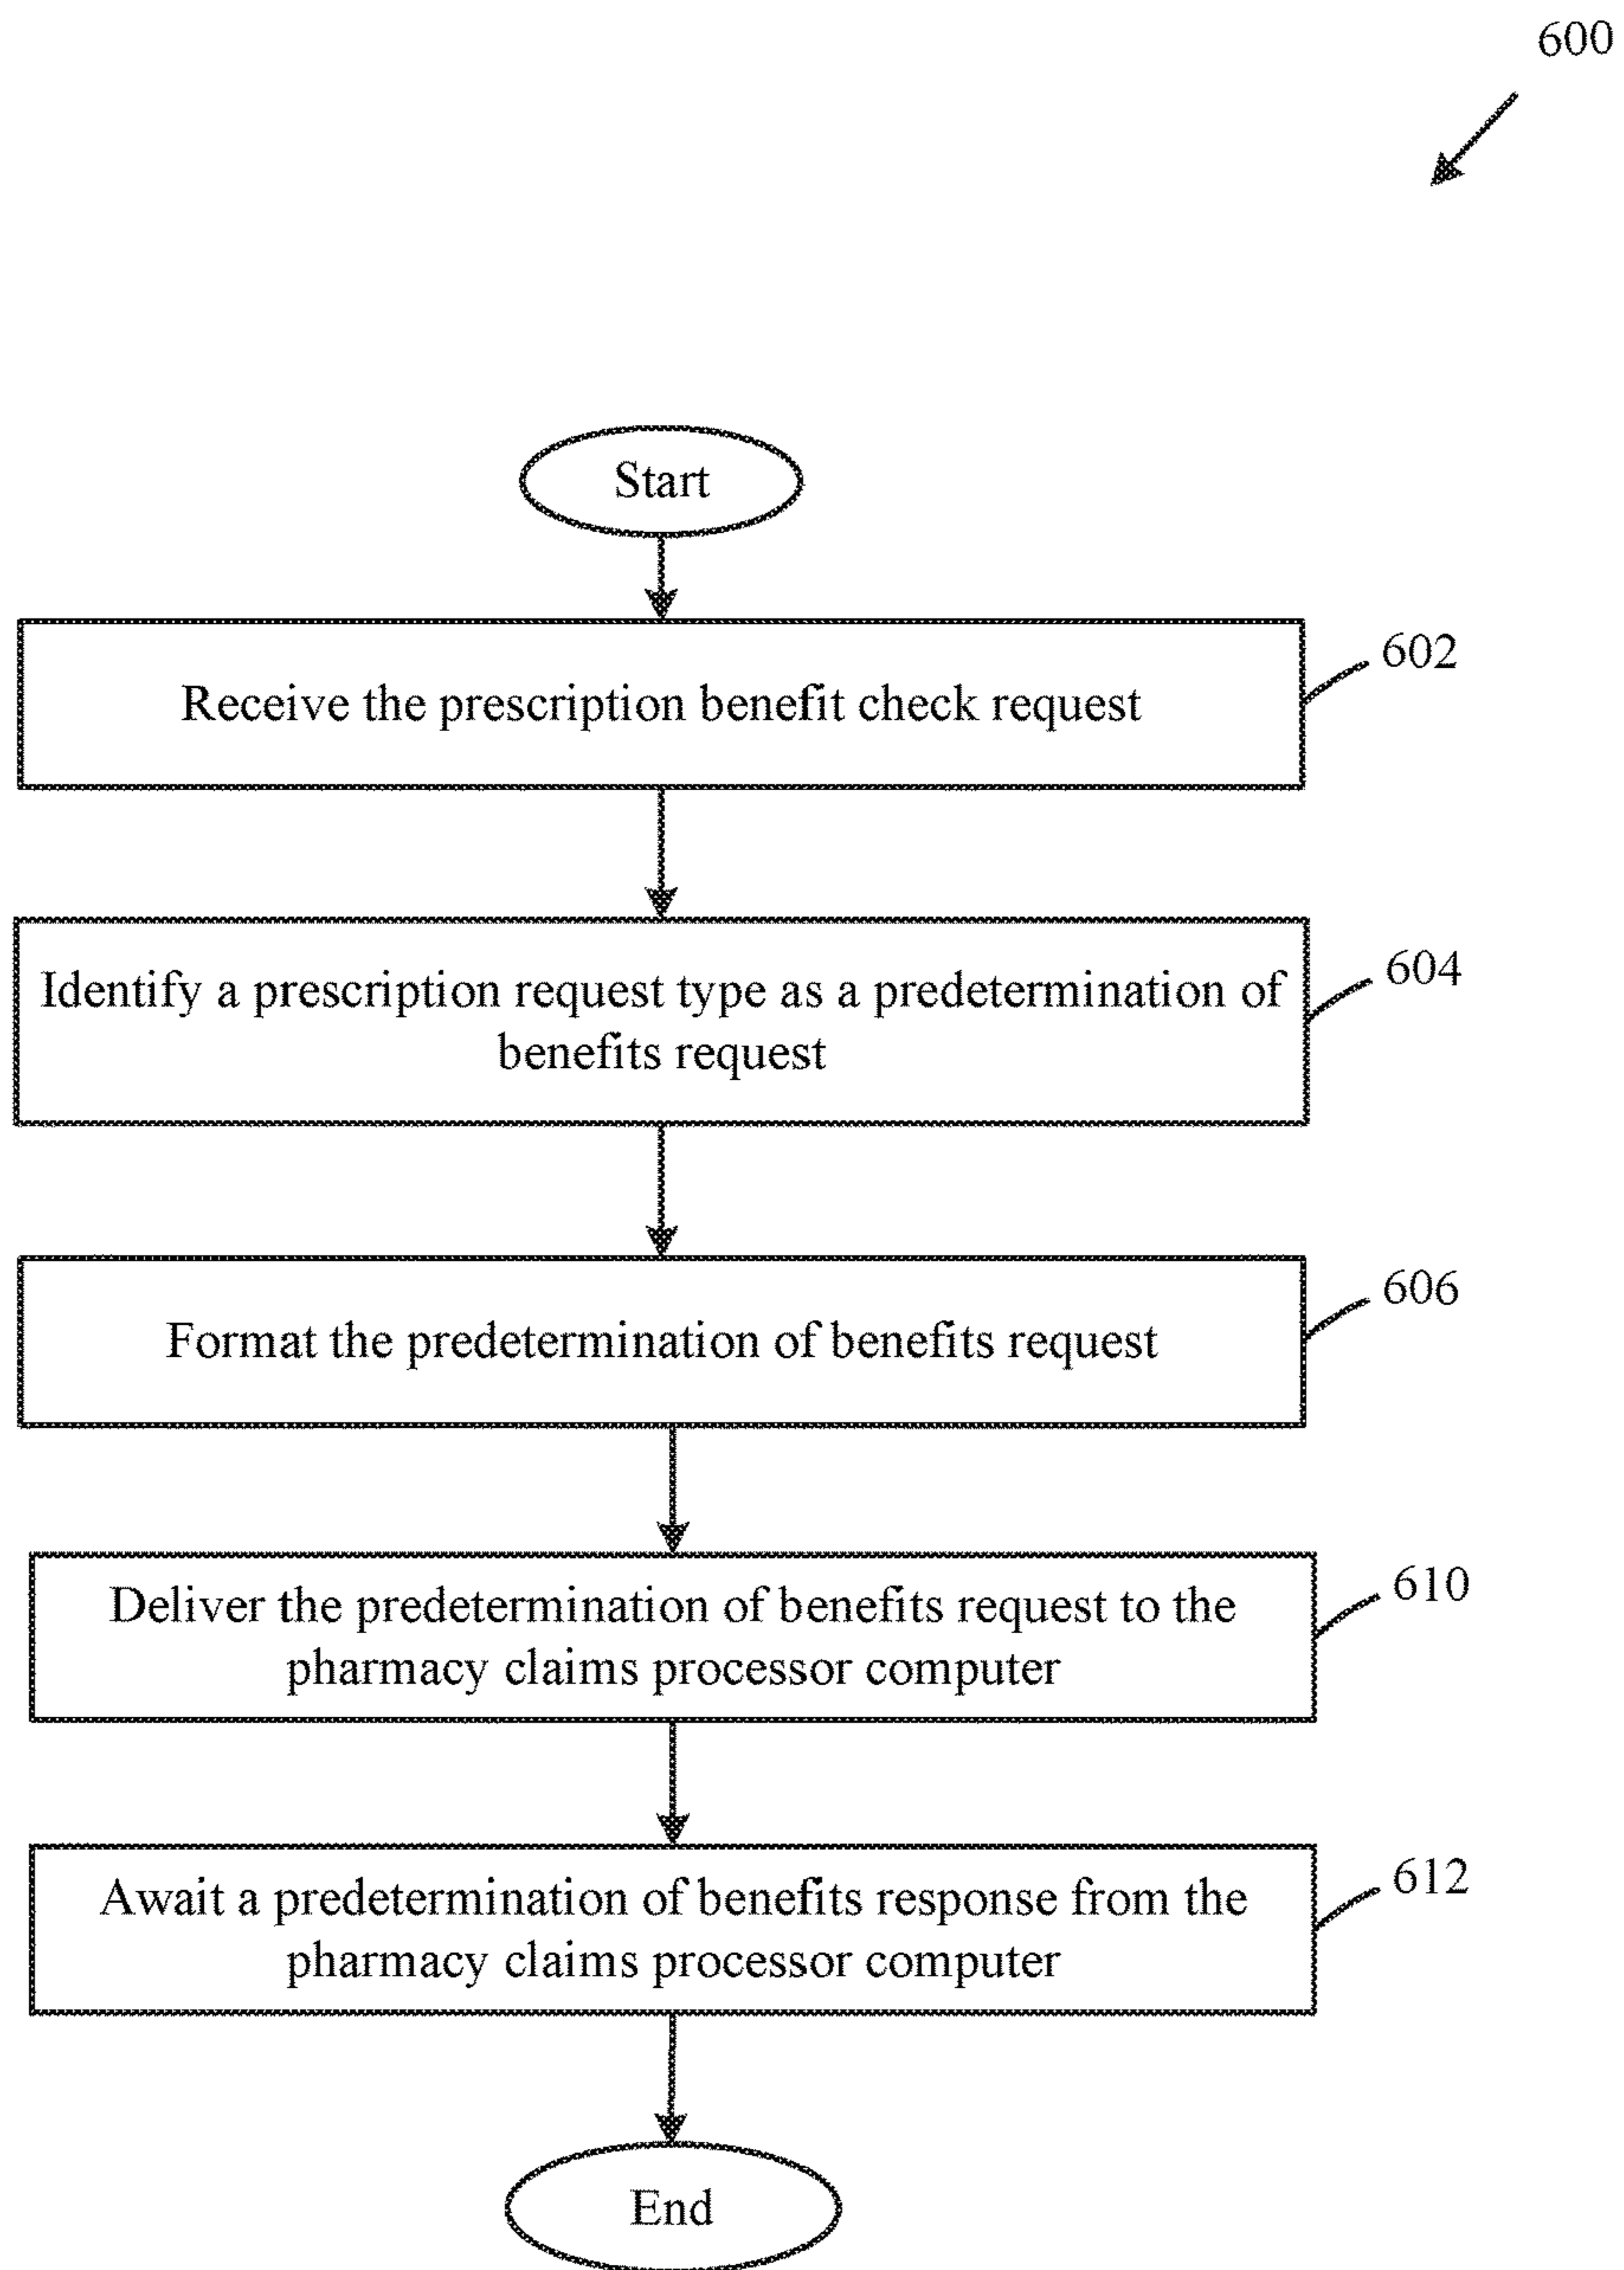 600
Start
Receive the prescription benefit check request
602
Identify a prescription request type as a predetermination of
benefits request
604
Format the predetermination of benefits request
606
Deliver the predetermination of benefits request to the
pharmacy claims processor computer
610
Await a predetermination of benefits response from the
pharmacy claims processor computer
612
End